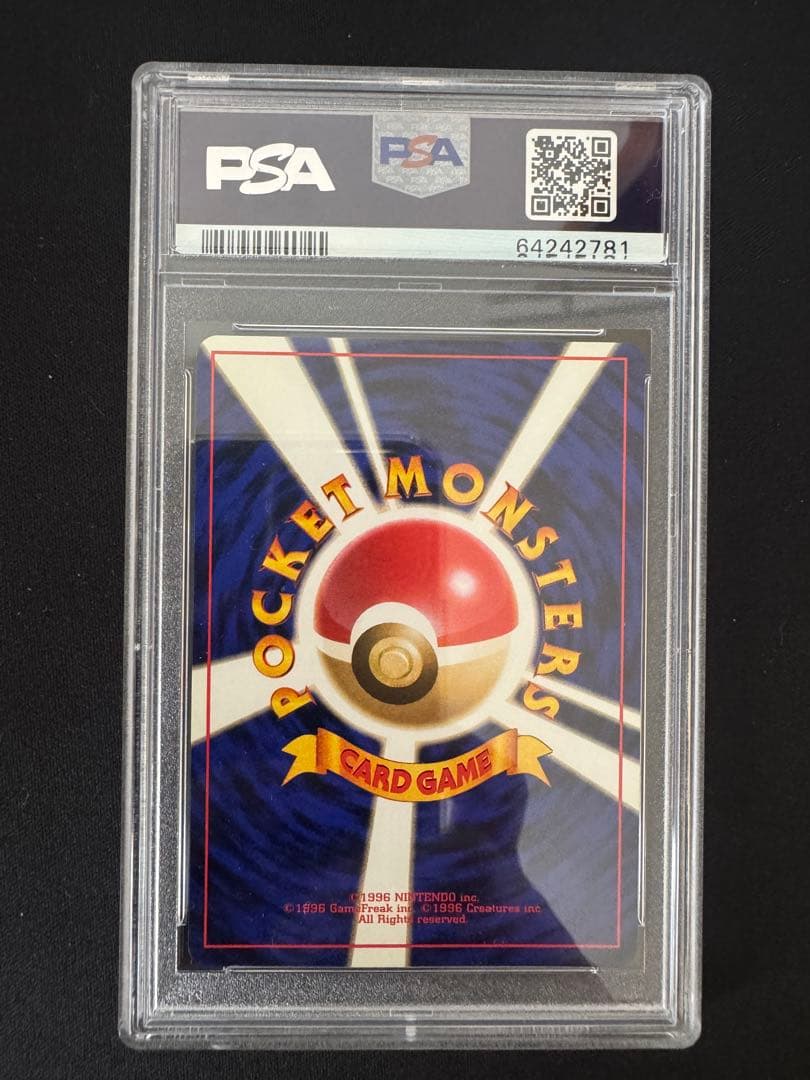 PSA
PSA
64242781
POCKET MONSTERS
CARD GAME
©1996 NINTENDO inc.
©1996 GameFreak inc. ©1996 Creatures inc
All Rights reserved.